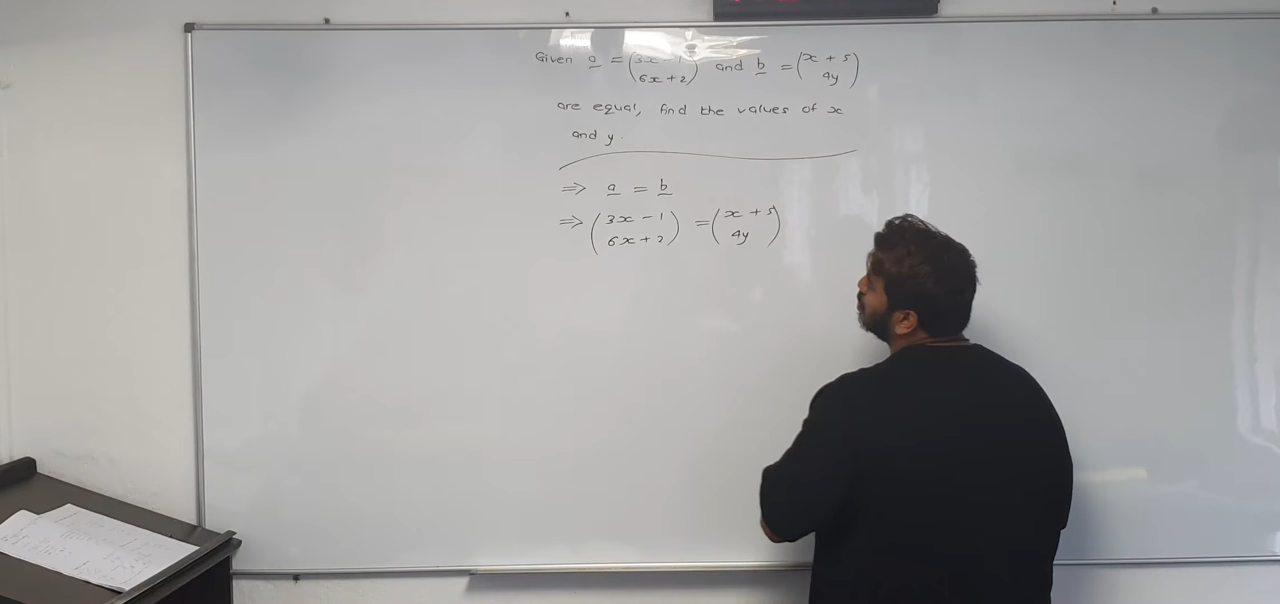 Given a = (3x - 1 6x + 2) and b = (x + 5 4y)
are equal, find the values of x
and y.
⇒ a = b
⇒ (3x - 1 6x + 2) = (x + 5 4y)